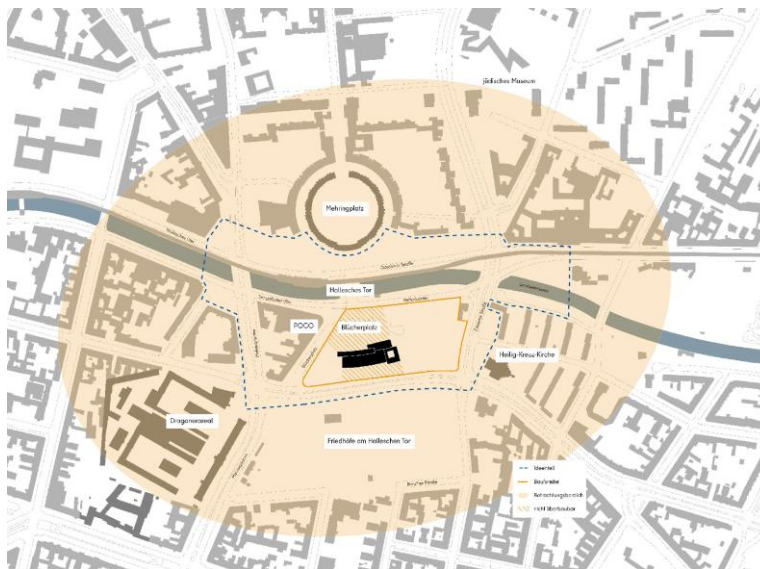 jüdisches Museum
Mehringplatz
Hallesches Tor
POCO
Blücherplatz
Heilig-Kreuz-Kirche
Dragonerareal
Friedhöfe am Halleschen Tor
Ideenteil
Baufelder
Betrachtungsbereich
nicht überbaubar